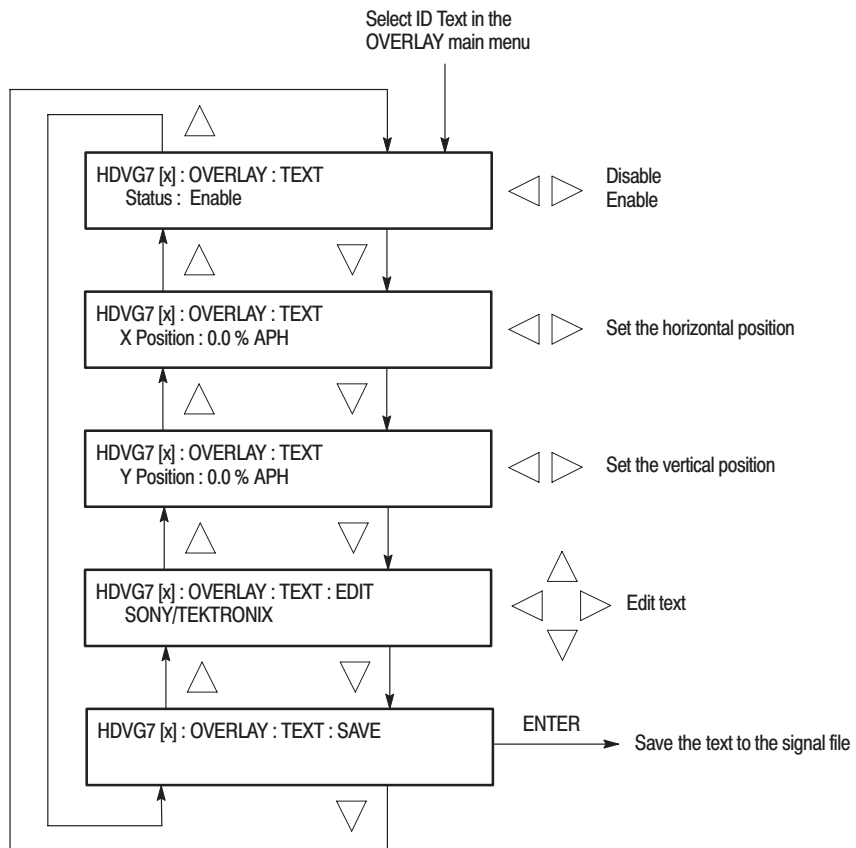 Select ID Text in the
OVERLAY main menu
HDVG7 [x] : OVERLAY : TEXT
Status : Enable
Disable
Enable
HDVG7 [x] : OVERLAY : TEXT
X Position : 0.0 % APH
Set the horizontal position
HDVG7 [x] : OVERLAY : TEXT
Y Position : 0.0 % APH
Set the vertical position
HDVG7 [x] : OVERLAY : TEXT : EDIT
SONY/TEKTRONIX
Edit text
HDVG7 [x] : OVERLAY : TEXT : SAVE
ENTER
Save the text to the signal file